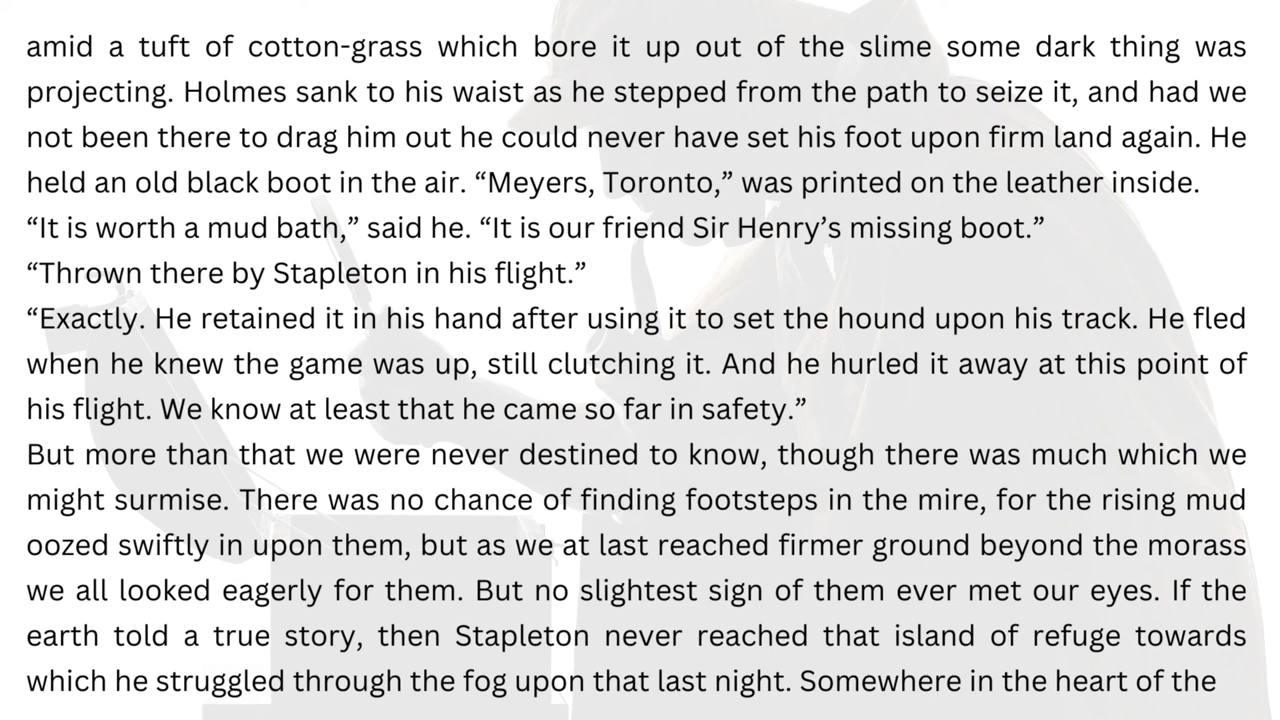 amid a tuft of cotton-grass which bore it up out of the slime some dark thing was
projecting. Holmes sank to his waist as he stepped from the path to seize it, and had we
not been there to drag him out he could never have set his foot upon firm land again. He
held an old black boot in the air. “Meyers, Toronto,” was printed on the leather inside.
“It is worth a mud bath,” said he. “It is our friend Sir Henry’s missing boot.”
“Thrown there by Stapleton in his flight.”
“Exactly. He retained it in his hand after using it to set the hound upon his track. He fled
when he knew the game was up, still clutching it. And he hurled it away at this point of
his flight. We know at least that he came so far in safety.”
But more than that we were never destined to know, though there was much which we
might surmise. There was no chance of finding footsteps in the mire, for the rising mud
oozed swiftly in upon them, but as we at last reached firmer ground beyond the morass
we all looked eagerly for them. But no slightest sign of them ever met our eyes. If the
earth told a true story, then Stapleton never reached that island of refuge towards
which he struggled through the fog upon that last night. Somewhere in the heart of the